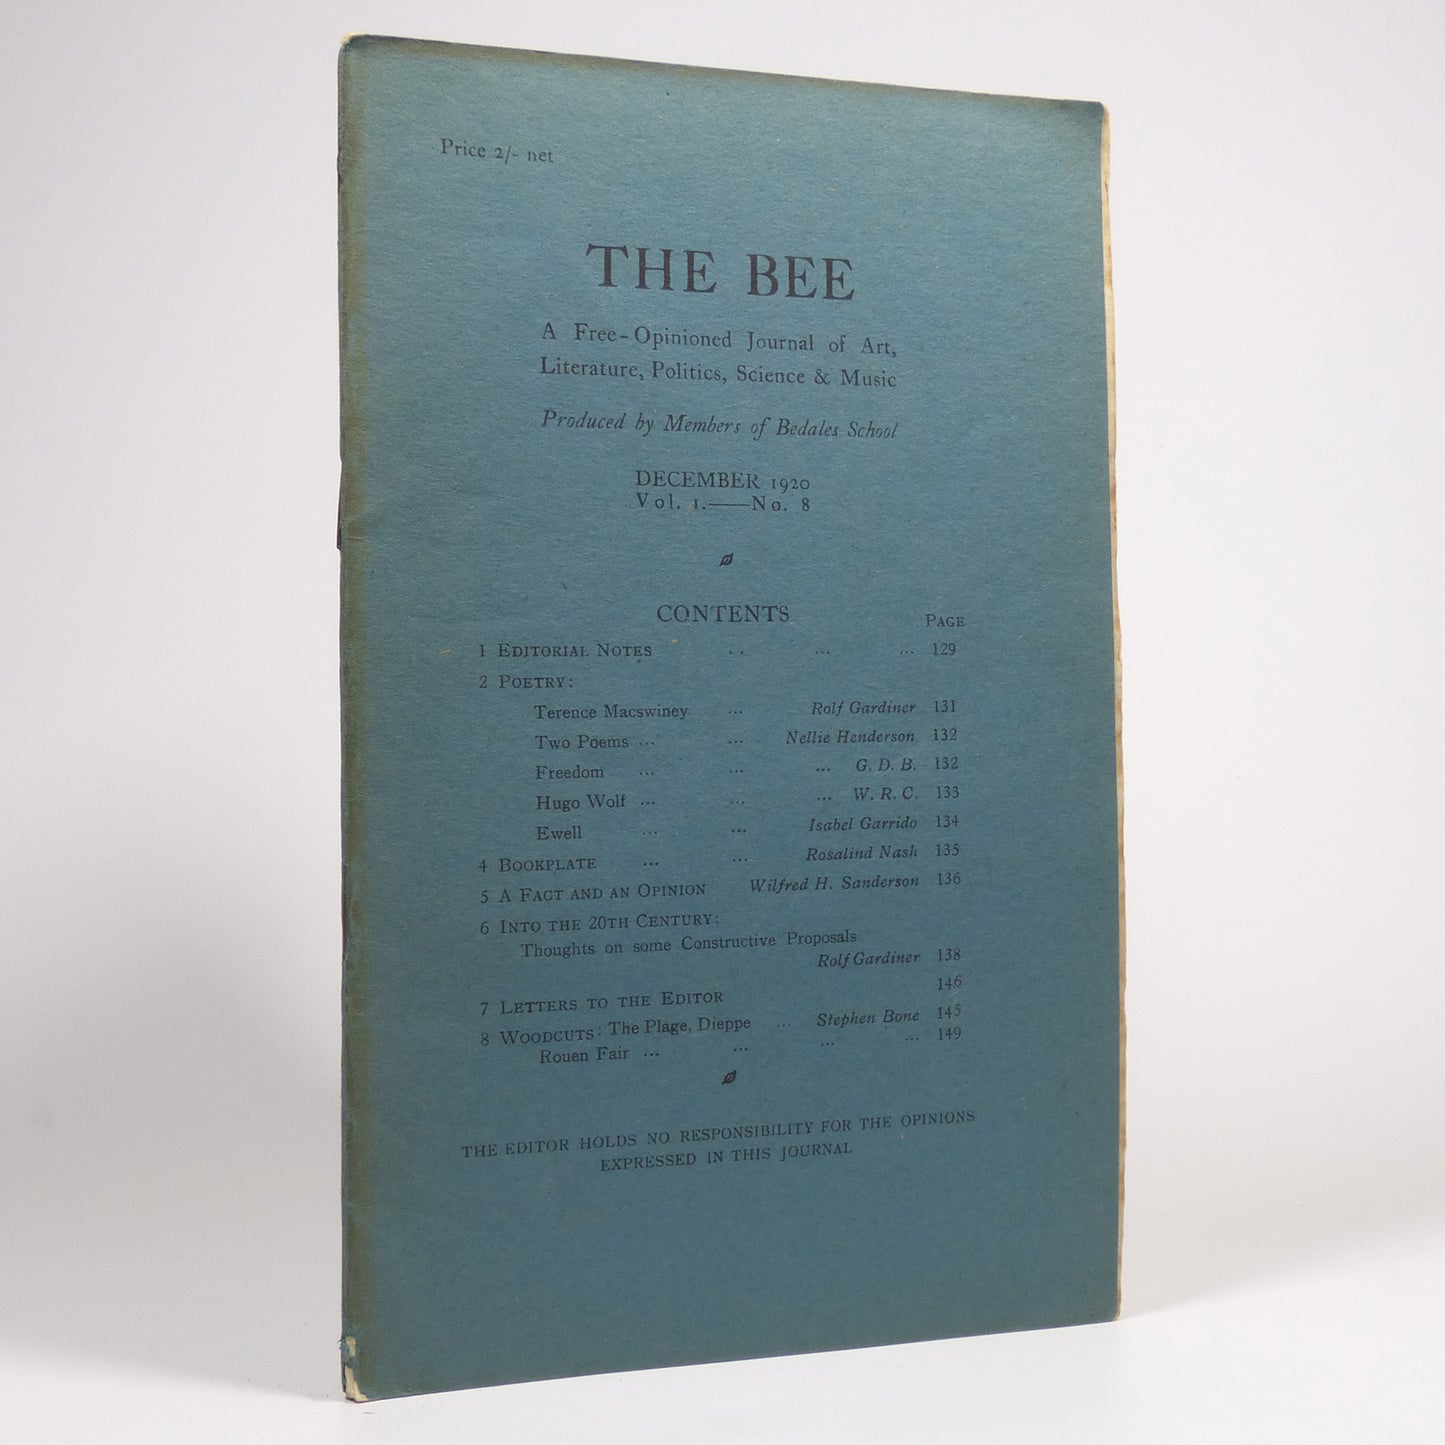 Price 2/- net
THE BEE
A Free-Opinioned Journal of Art,
Literature, Politics, Science & Music
Produced by Members of Bedales School
DECEMBER 1920
Vol. 1.——No. 8
CONTENTS
PAGE
1 EDITORIAL NOTES .. ... ... 129
2 POETRY:
Terence Macswiney ... Rolf Gardiner 131
Two Poems ... ... Nellie Henderson 132
Freedom ... ... ... G. D. B. 132
Hugo Wolf ... ... ... W. R. C. 133
Ewell ... ... Isabel Garrido 134
4 BOOKPLATE ... ... Rosalind Nash 135
5 A FACT AND AN OPINION Wilfred H. Sanderson 136
6 INTO THE 20TH CENTURY:
Thoughts on some Constructive Proposals
Rolf Gardiner 138
7 LETTERS TO THE EDITOR 146
8 WOODCUTS: The Plage, Dieppe ... Stephen Bone 145
Rouen Fair ... ... ... ... 149
THE EDITOR HOLDS NO RESPONSIBILITY FOR THE OPINIONS
EXPRESSED IN THIS JOURNAL